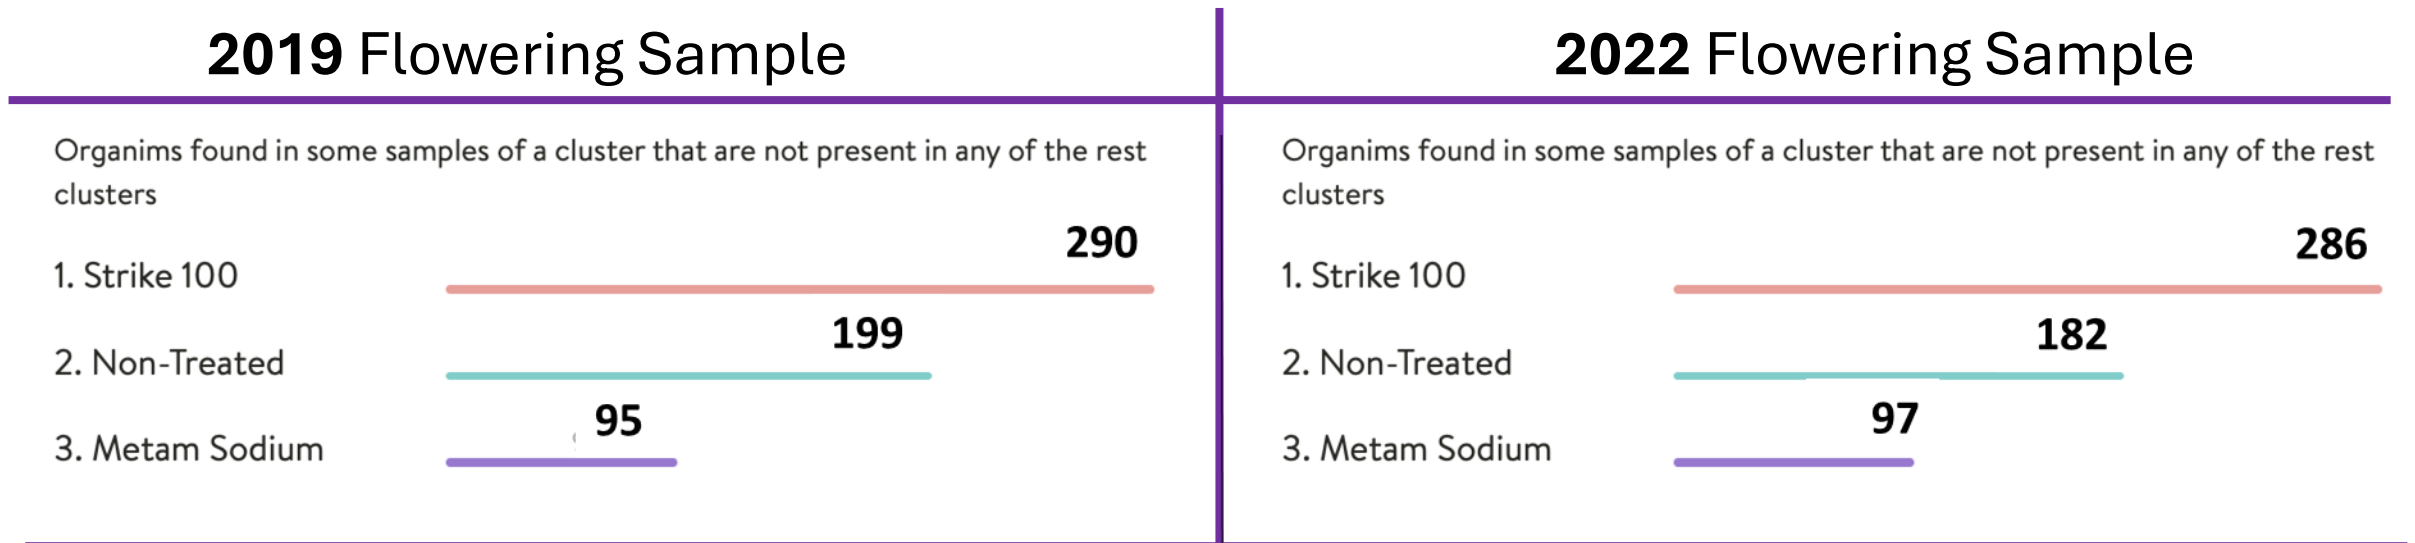 2019 Flowering Sample
Organims found in some samples of a cluster that are not present in any of the rest
clusters
290
1. Strike 100
199
2. Non-Treated
95
3. Metam Sodium
2022 Flowering Sample
Organims found in some samples of a cluster that are not present in any of the rest
clusters
286
1. Strike 100
182
2. Non-Treated
97
3. Metam Sodium